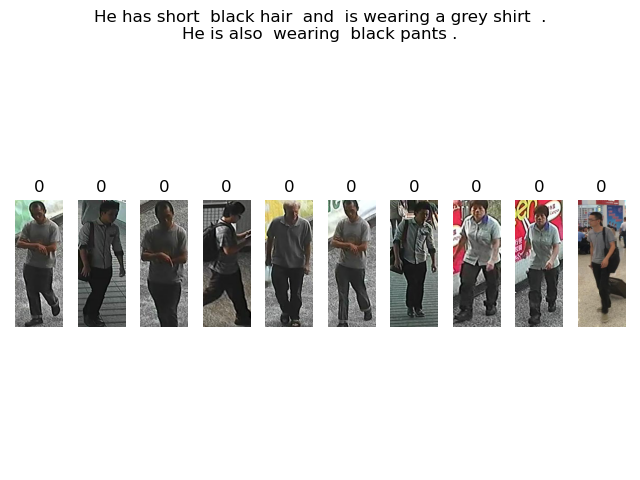 He has short  black hair  and  is wearing a grey shirt  .
He is also  wearing  black pants .
0 0 0 0 0 0 0 0 0 0